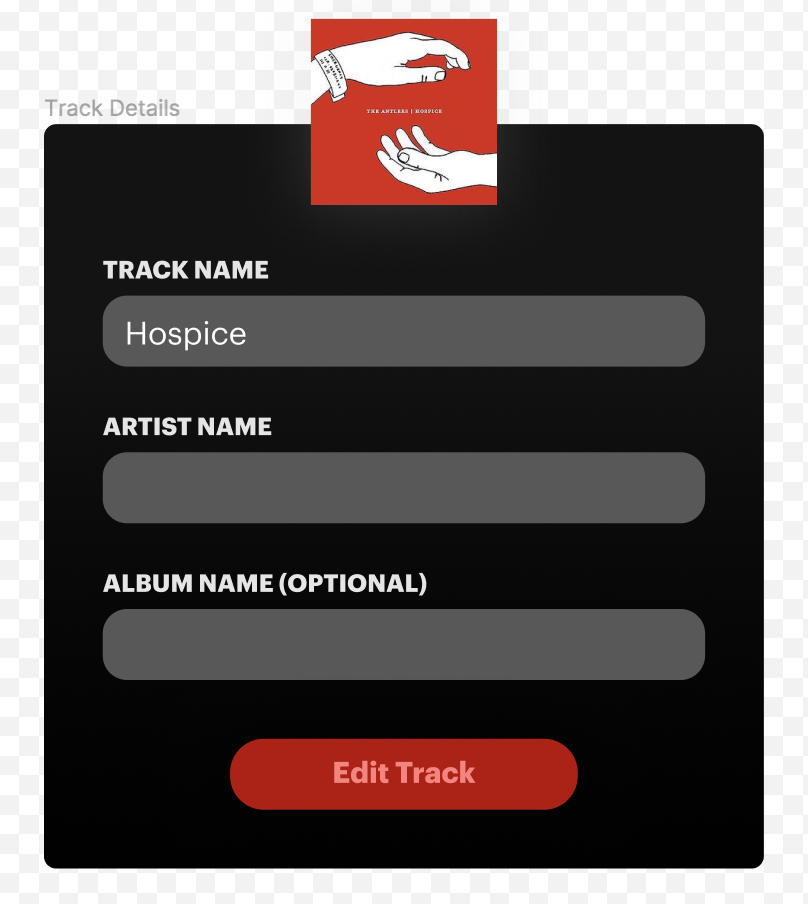 Track Details
THE ANTLERS | HOSPICE
TRACK NAME
Hospice
ARTIST NAME
ALBUM NAME (OPTIONAL)
Edit Track